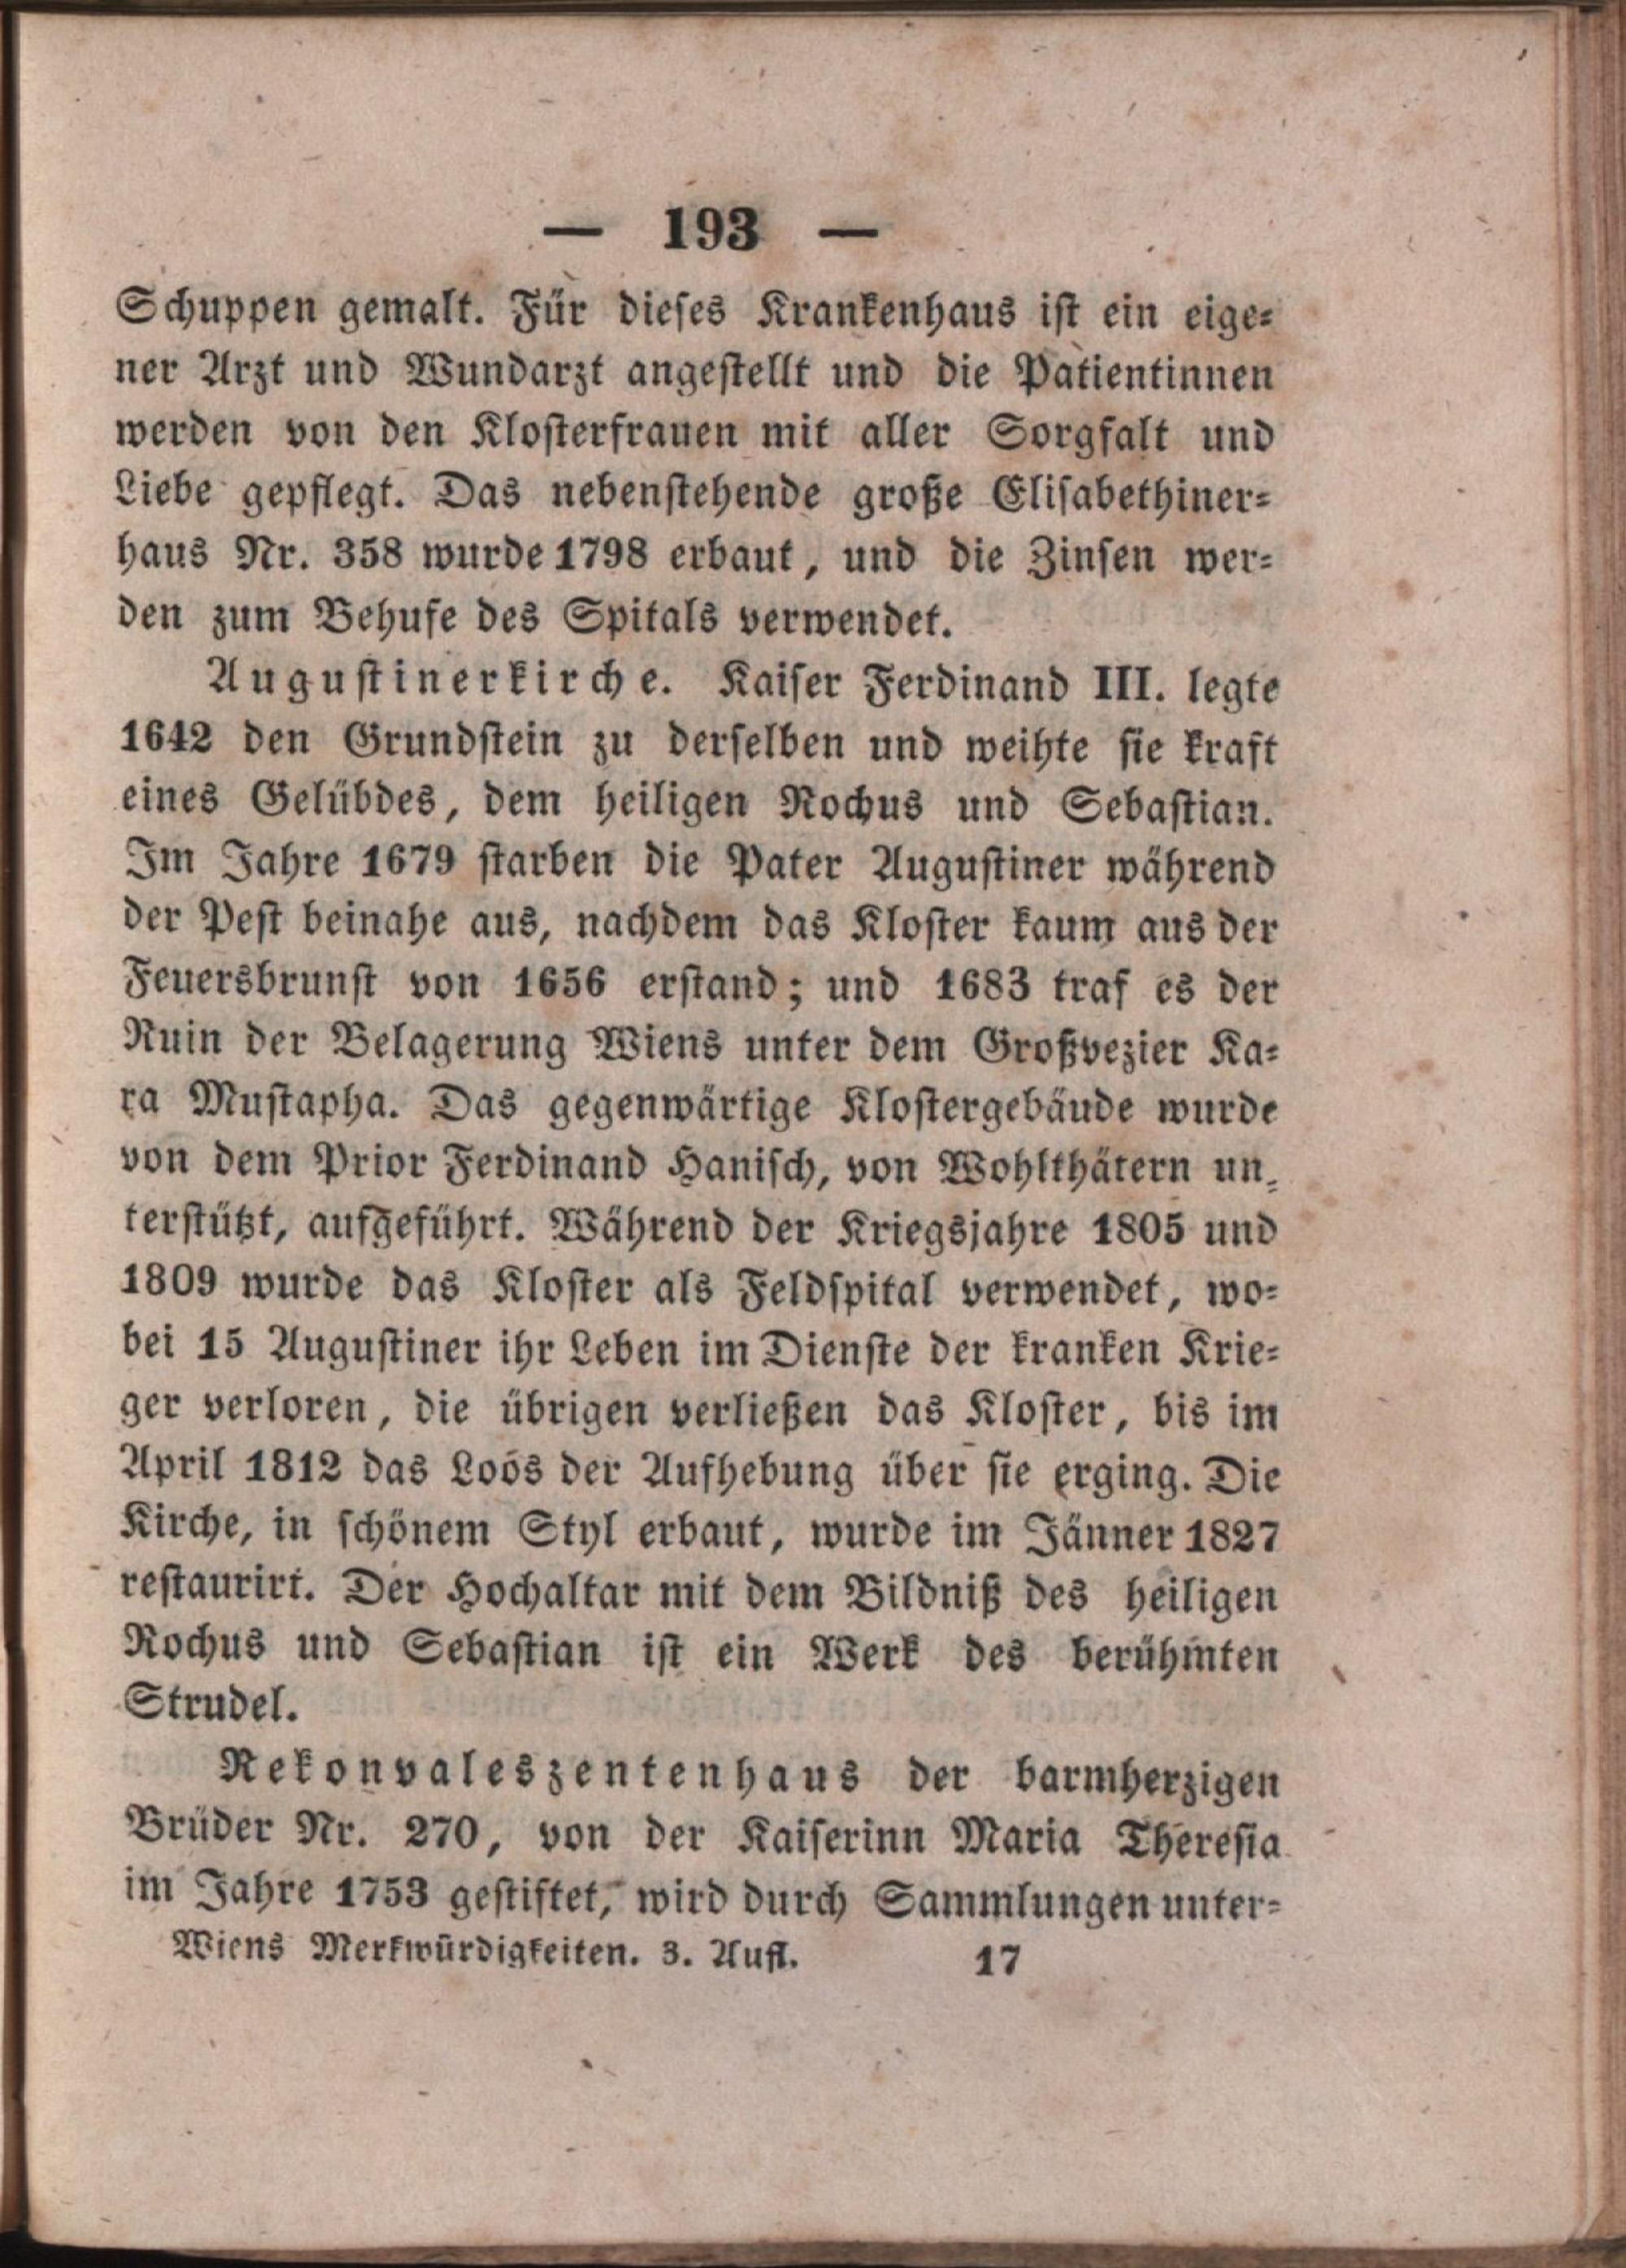 — 193 —
Schuppen gemalt. Für dieses Krankenhaus ist ein eige-
ner Arzt und Wundarzt angestellt und die Patientinnen
werden von den Klosterfrauen mit aller Sorgfalt und
Liebe gepflegt. Das nebenstehende große Elisabethiner-
haus Nr. 358 wurde 1798 erbaut, und die Zinsen wer-
den zum Behufe des Spitals verwendet.
Augustinerkirche. Kaiser Ferdinand III. legte
1642 den Grundstein zu derselben und weihte sie kraft
eines Gelübdes, dem heiligen Rochus und Sebastian.
Im Jahre 1679 starben die Pater Augustiner während
der Pest beinahe aus, nachdem das Kloster kaum aus der
Feuersbrunst von 1656 erstand; und 1683 traf es der
Ruin der Belagerung Wiens unter dem Großvezier Ka-
ra Mustapha. Das gegenwärtige Klostergebäude wurde
von dem Prior Ferdinand Hanisch, von Wohlthätern un-
terstützt, aufgeführt. Während der Kriegsjahre 1805 und
1809 wurde das Kloster als Feldspital verwendet, wo-
bei 15 Augustiner ihr Leben im Dienste der kranken Krie-
ger verloren, die übrigen verließen das Kloster, bis im
April 1812 das Loos der Aufhebung über sie erging. Die
Kirche, in schönem Styl erbaut, wurde im Jänner 1827
restaurirt. Der Hochaltar mit dem Bildniß des heiligen
Rochus und Sebastian ist ein Werk des berühmten
Strudel.
Rekonvaleszentenhaus der barmherzigen
Brüder Nr. 270, von der Kaiserinn Maria Theresia
im Jahre 1753 gestiftet, wird durch Sammlungen unter-
Wiens Merkwürdigkeiten. 3. Aufl. 17